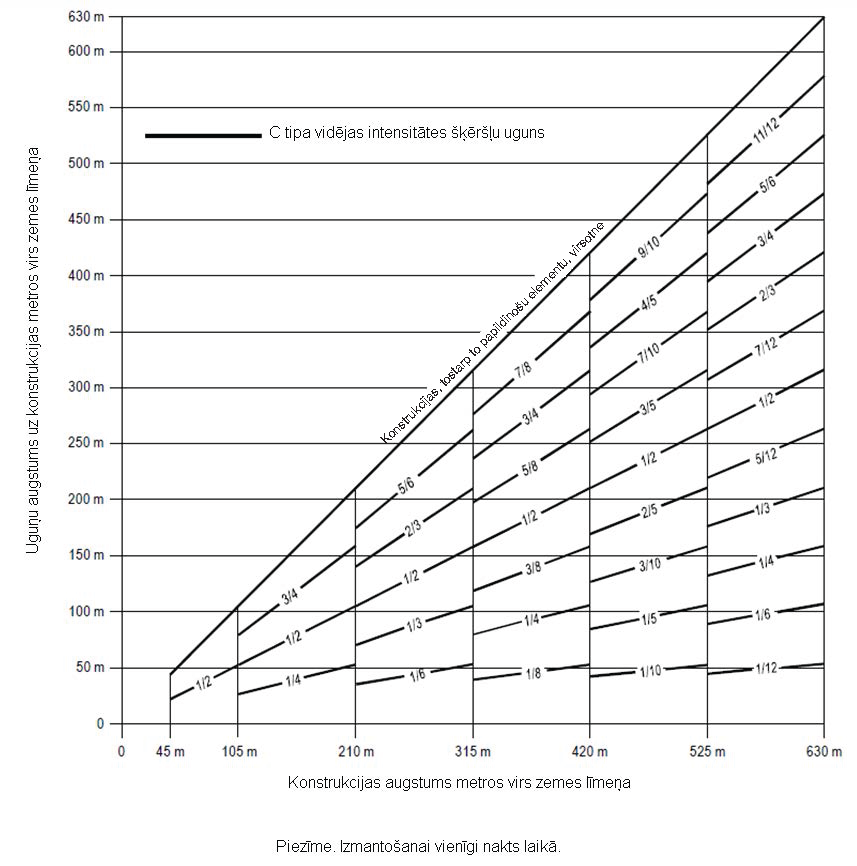 630 m
600 m
550 m
C tipa vidējas intensitātes šķēršļu uguns
11/12
500 m
5/6
450 m
9/10
3/4
400 m
4/5
2/3
350 m
7/8
7/10
7/12
300 m
3/4
3/5
1/2
250 m
5/6
5/8
1/2
5/12
200 m
2/3
1/2
2/5
1/3
150 m
3/4
1/2
3/8
3/10
1/4
100 m
1/2
1/3
1/4
1/5
1/6
50 m
1/2
1/4
1/6
1/8
1/10
1/12
0
Konstrukcijas, tostarp to papildinošu elementu, virsotne
Uguņu augstums uz konstrukcijas metros virs zemes līmeņa
0 45 m 105 m 210 m 315 m 420 m 525 m 630 m
Konstrukcijas augstums metros virs zemes līmeņa
Piezīme. Izmantošanai vienīgi nakts laikā.